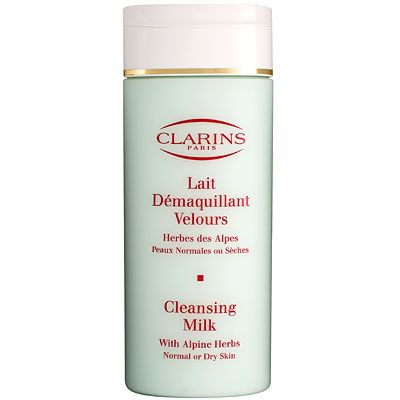 CLARINS
PARIS
Lait
Démaquillant
Velours
Herbes des Alpes
Peaux Normales ou Sèches
Cleansing
Milk
With Alpine Herbs
Normal or Dry Skin